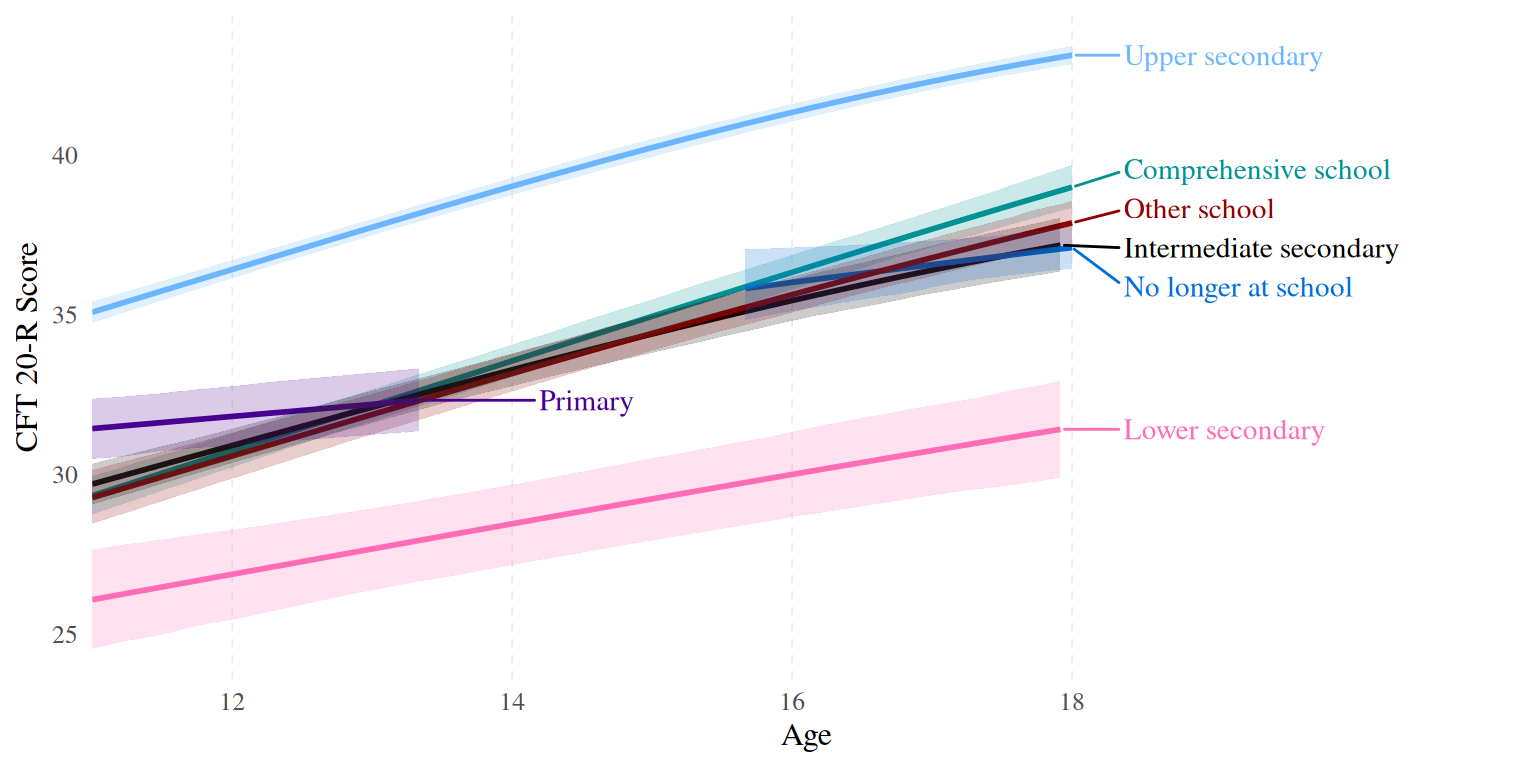 Upper secondary
40
Comprehensive school
Other school
Intermediate secondary
No longer at school
35
CFT 20-R Score
Primary
Lower secondary
30
25
12
14
16
18
Age